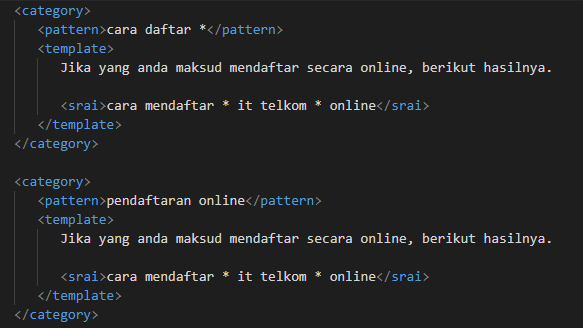 <category>
<pattern>cara daftar *</pattern>
<template>
Jika yang anda maksud mendaftar secara online, berikut hasilnya.
<srai>cara mendaftar * it telkom * online</srai>
</template>
</category>
<category>
<pattern>pendaftaran online</pattern>
<template>
Jika yang anda maksud mendaftar secara online, berikut hasilnya.
<srai>cara mendaftar * it telkom * online</srai>
</template>
</category>